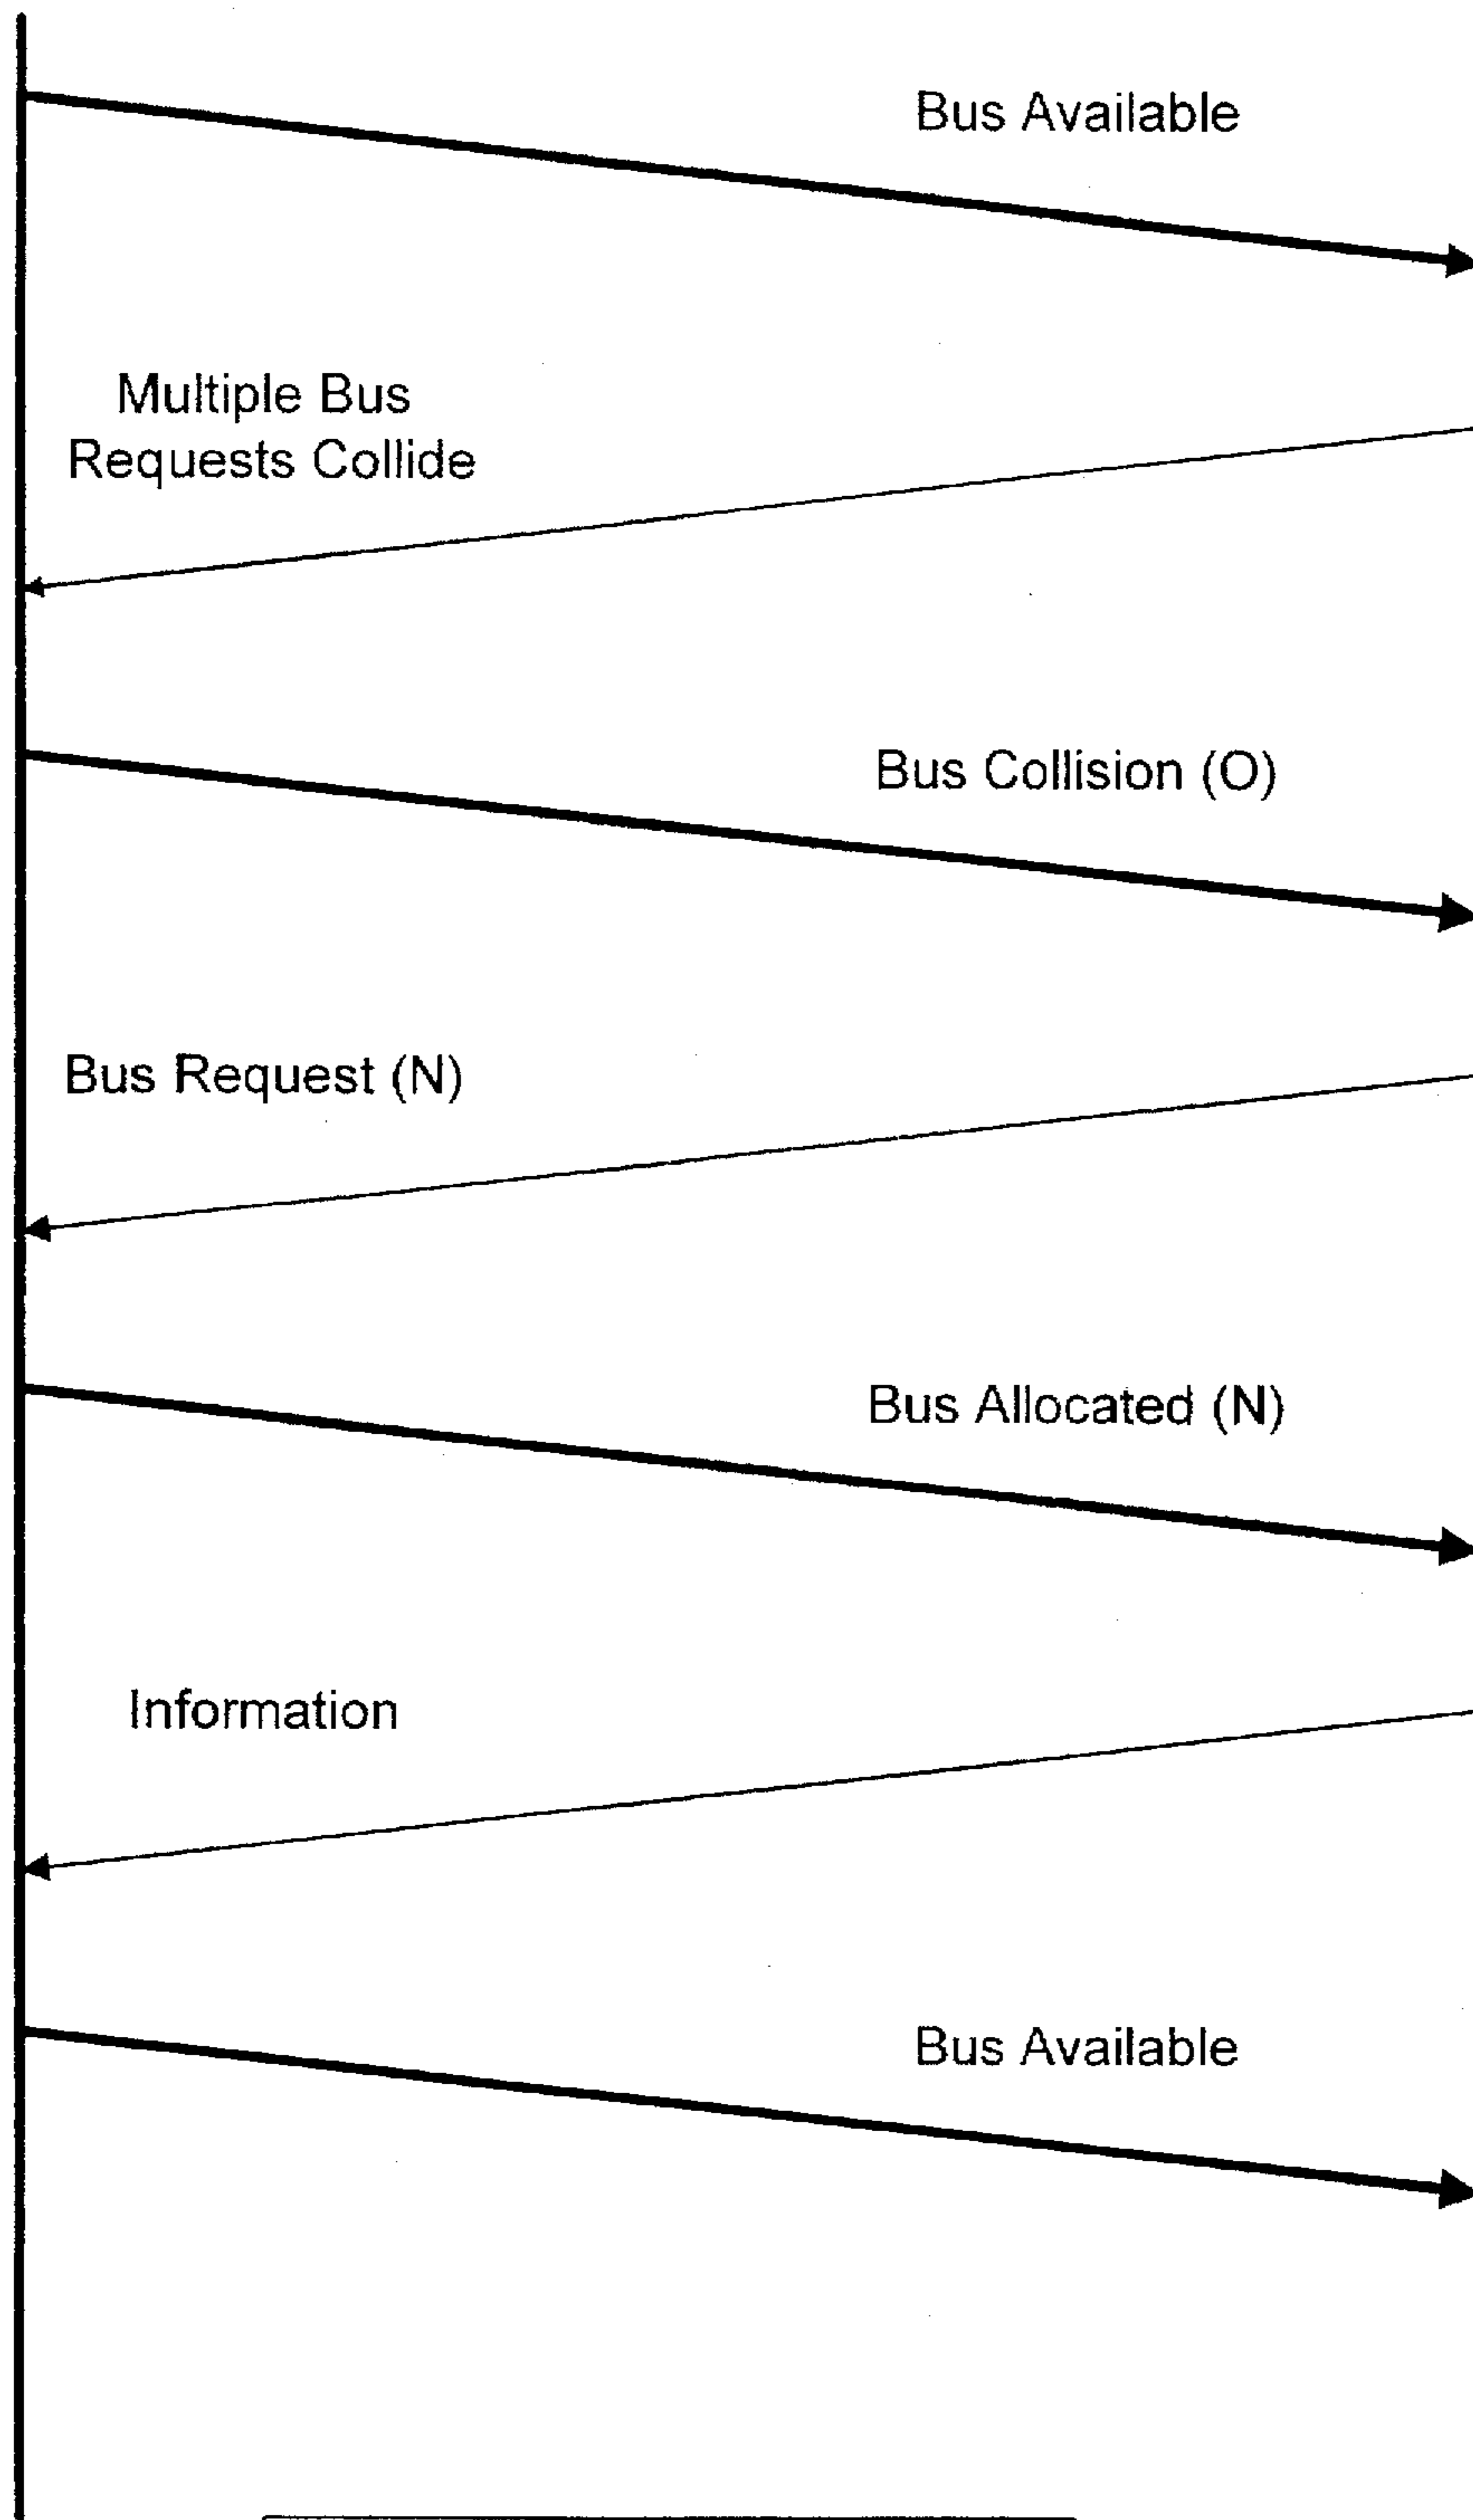 Bus Available
Multiple Bus
Requests Collide
Bus Collision (O)
Bus Request (N)
Bus Allocated (N)
Information
Bus Available